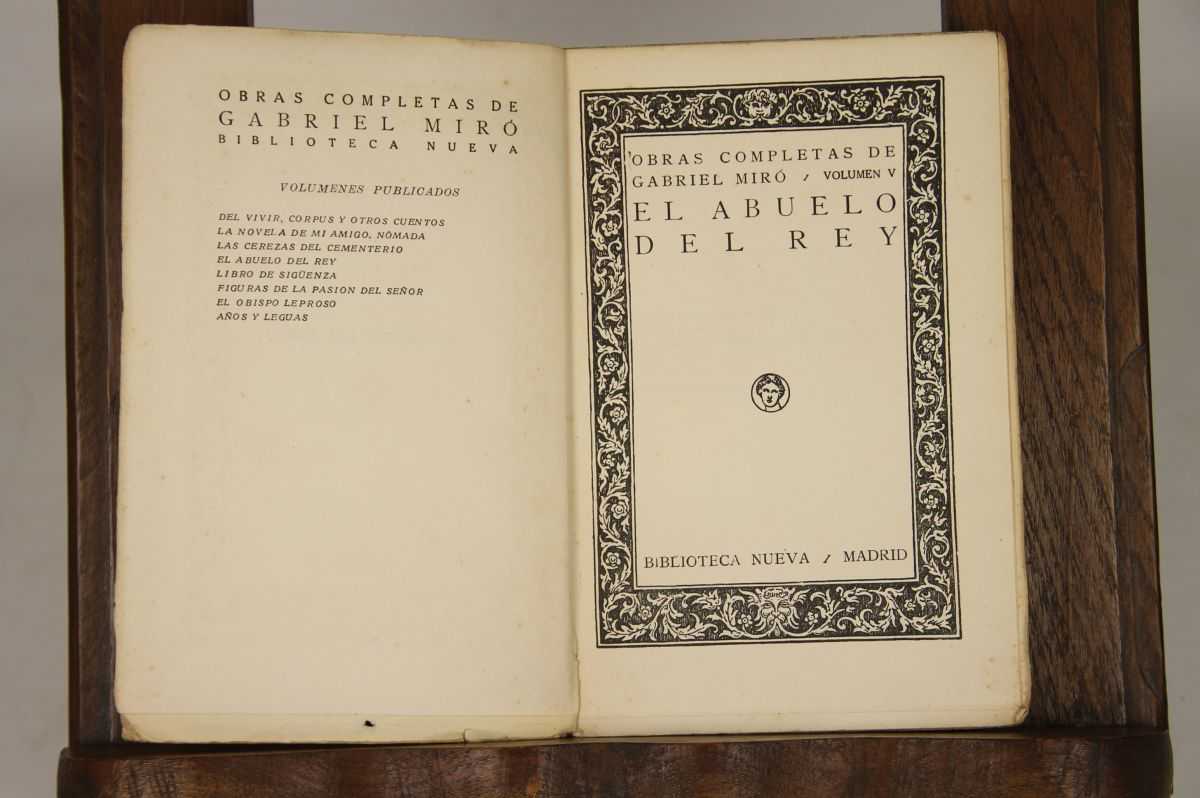 OBRAS COMPLETAS DE
GABRIEL MIRÓ
BIBLIOTECA NUEVA
VOLUMENES PUBLICADOS
DEL VIVIR, CORPUS Y OTROS CUENTOS
LA NOVELA DE MI AMIGO, NÓMADA
LAS CEREZAS DEL CEMENTERIO
EL ABUELO DEL REY
LIBRO DE SIGÜENZA
FIGURAS DE LA PASION DEL SEÑOR
EL OBISPO LEPROSO
AÑOS Y LEGUAS
OBRAS COMPLETAS DE
GABRIEL MIRÓ / VOLUMEN V
EL ABUELO
DEL REY
BIBLIOTECA NUEVA / MADRID